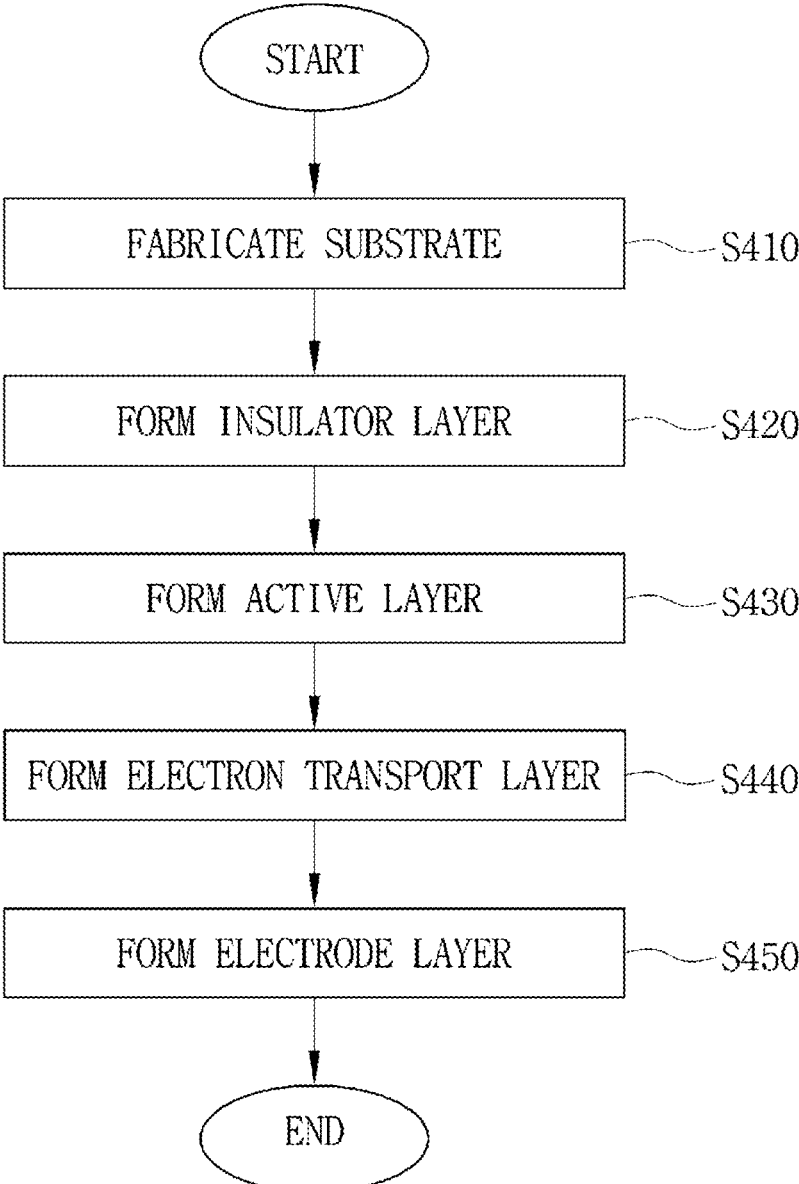 START
FABRICATE SUBSTRATE
S410
FORM INSULATOR LAYER
S420
FORM ACTIVE LAYER
S430
FORM ELECTRON TRANSPORT LAYER
S440
FORM ELECTRODE LAYER
S450
END